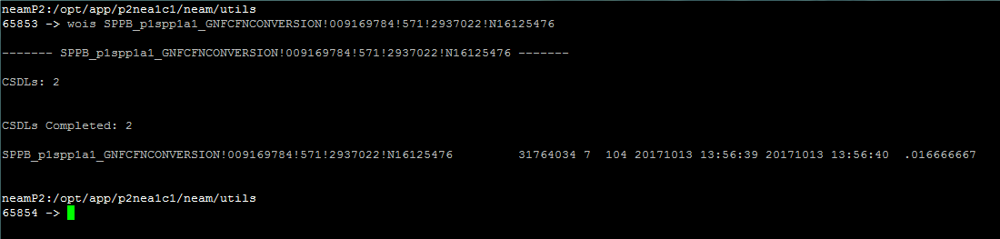 neamP2:/opt/app/p2nea1c1/neam/utils
65853 -> wois SPPB_p1spp1a1_GNFCFNCONVERSION!009169784!571!2937022!N16125476
------- SPPB_p1spp1a1_GNFCFNCONVERSION!009169784!571!2937022!N16125476 -------
CSDLs: 2
CSDLs Completed: 2
SPPB_p1spp1a1_GNFCFNCONVERSION!009169784!571!2937022!N16125476         31764034 7  104 20171013 13:56:39 20171013 13:56:40  .016666667
neamP2:/opt/app/p2nea1c1/neam/utils
65854 ->